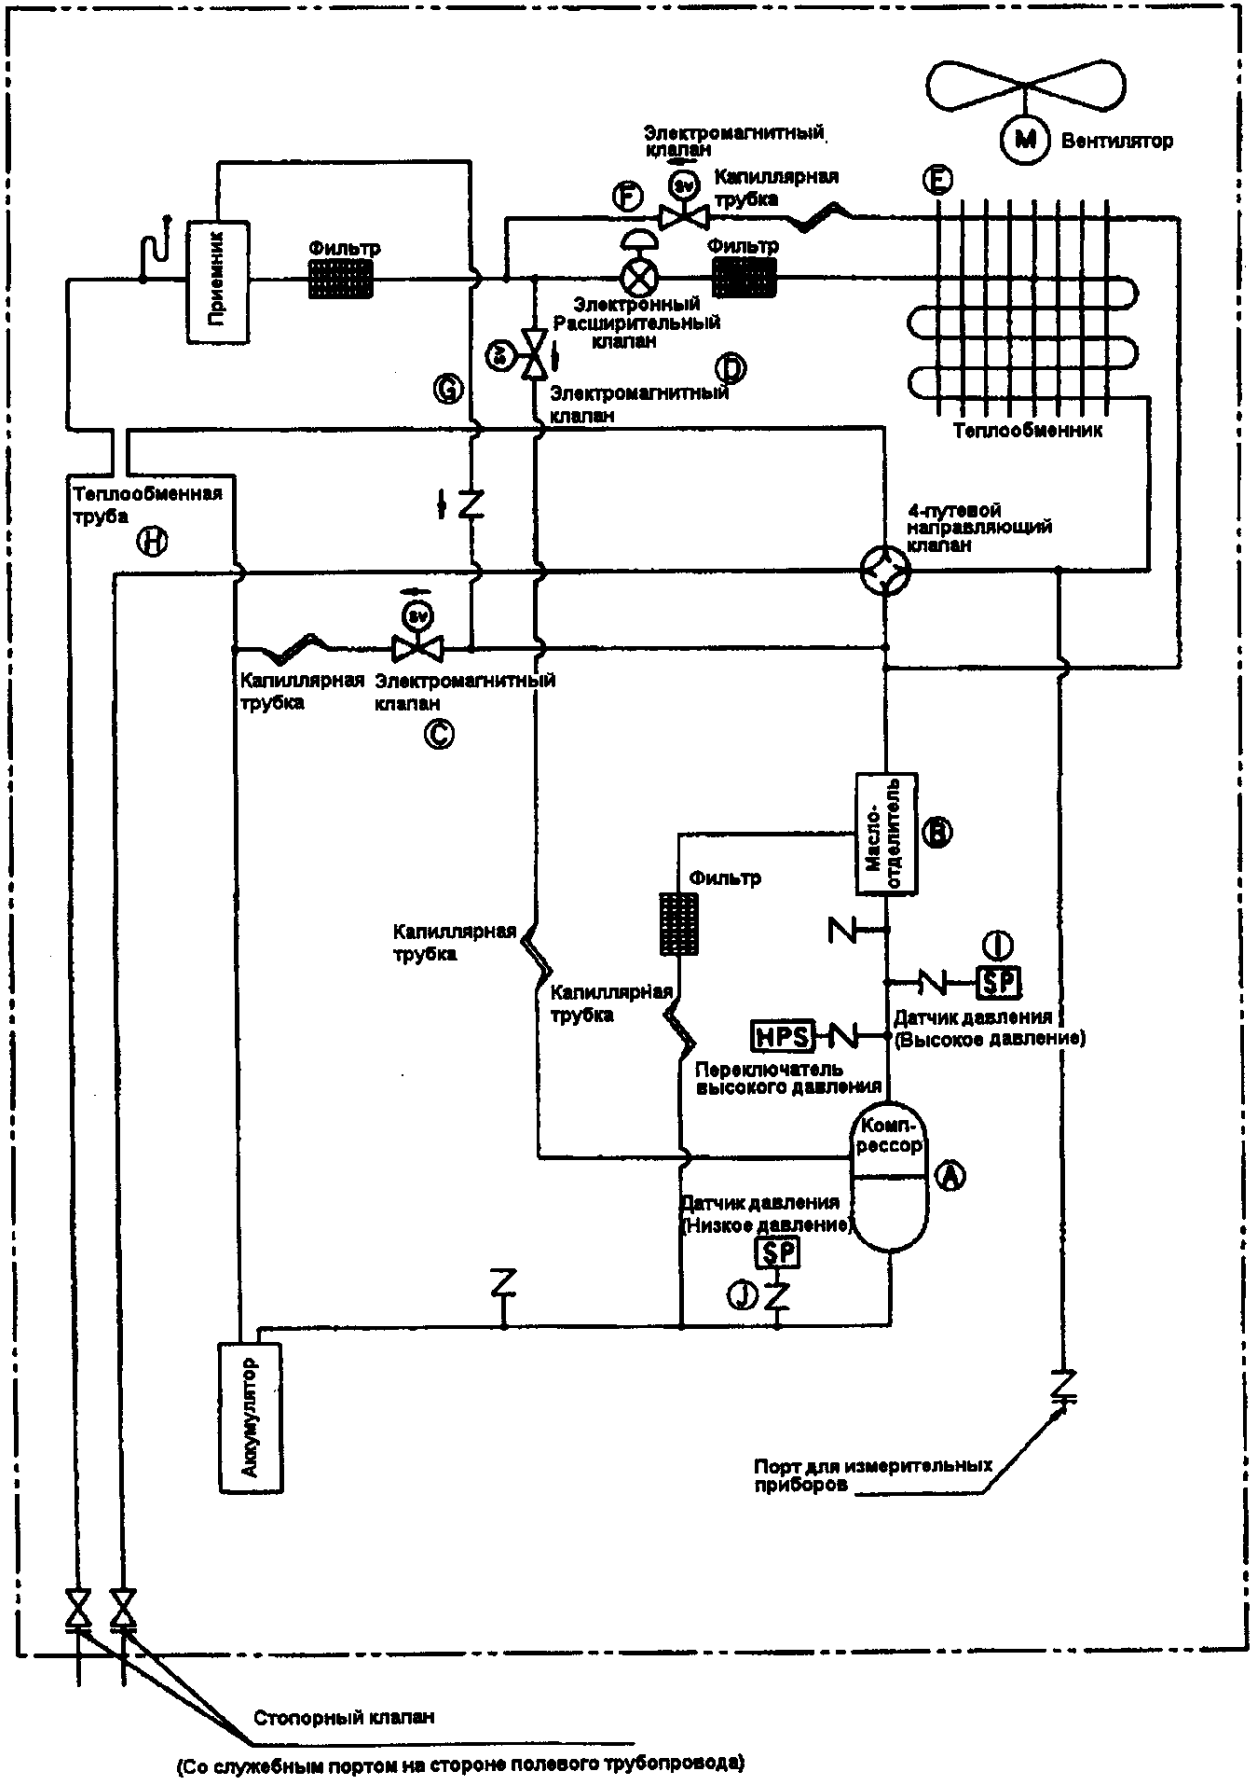 Электромагнитный
клапан
M
Вентилятор
SV
Капиллярная
трубка
E
F
Приемник
Фильтр
Фильтр
Электронный
Расширительный
клапан
SV
D
G
Электромагнитный
клапан
Теплообменник
Теплообменная
труба
H
4-путевой
направляющий
клапан
SV
Капиллярная
трубка
Электромагнитный
клапан
C
Масло-
отделитель
B
Фильтр
Капиллярная
трубка
I
SP
Капиллярная
трубка
Датчик давления
(Высокое давление)
HPS
Переключатель
высокого давления
Комп-
рессор
A
Датчик давления
(Низкое давление)
SP
J
Аккумулятор
Порт для измерительных
приборов
Стопорный клапан
(Со служебным портом на стороне полевого трубопровода)